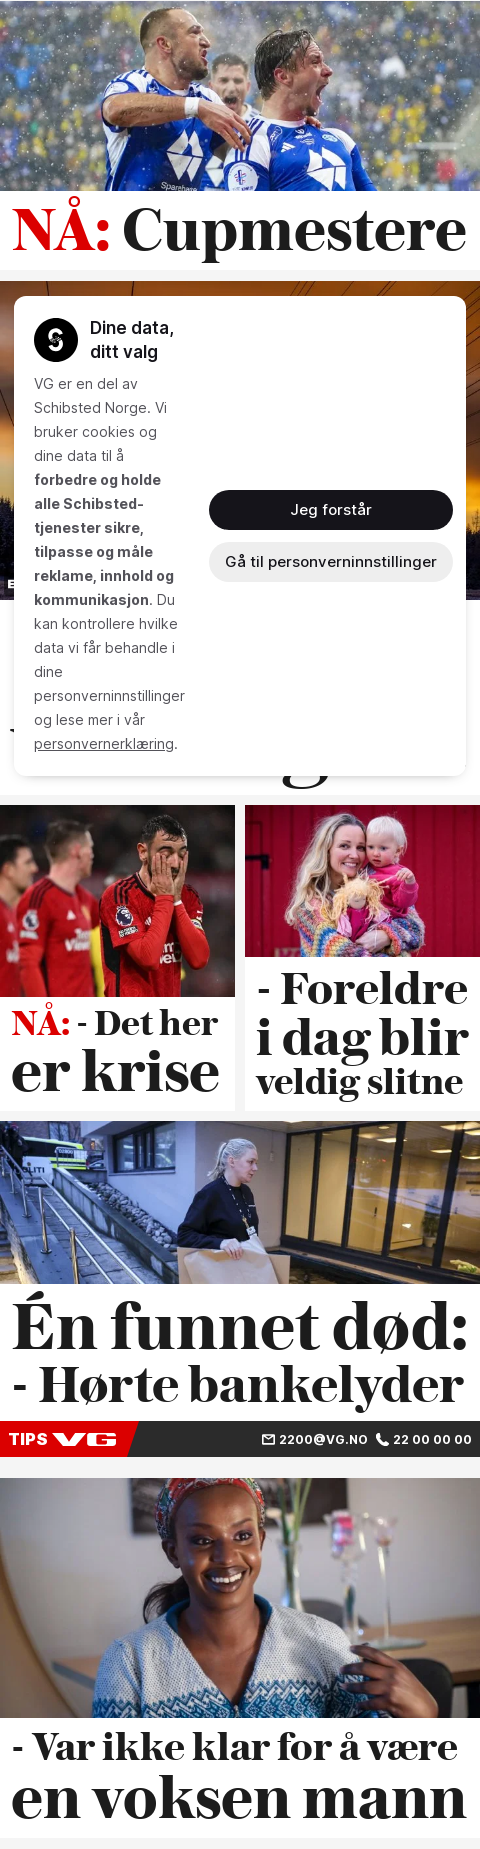 Sparebank
NÅ: Cupmestere
Dine data,
ditt valg
VG er en del av
Schibsted Norge. Vi
bruker cookies og
dine data til å
forbedre og holde
alle Schibsted-
tjenester sikre,
tilpasse og måle
reklame, innhold og
kommunikasjon. Du
kan kontrollere hvilke
data vi får behandle i
dine
personverninnstillinger
og lese mer i vår
personvernerklæring.
Jeg forstår
Gå til personverninnstillinger
NÅ: - Det her
er krise
- Foreldre
i dag blir
veldig slitne
Én funnet død:
- Hørte bankelyder
TIPS VG
2200@VG.NO 22 00 00 00
- Var ikke klar for å være
en voksen mann